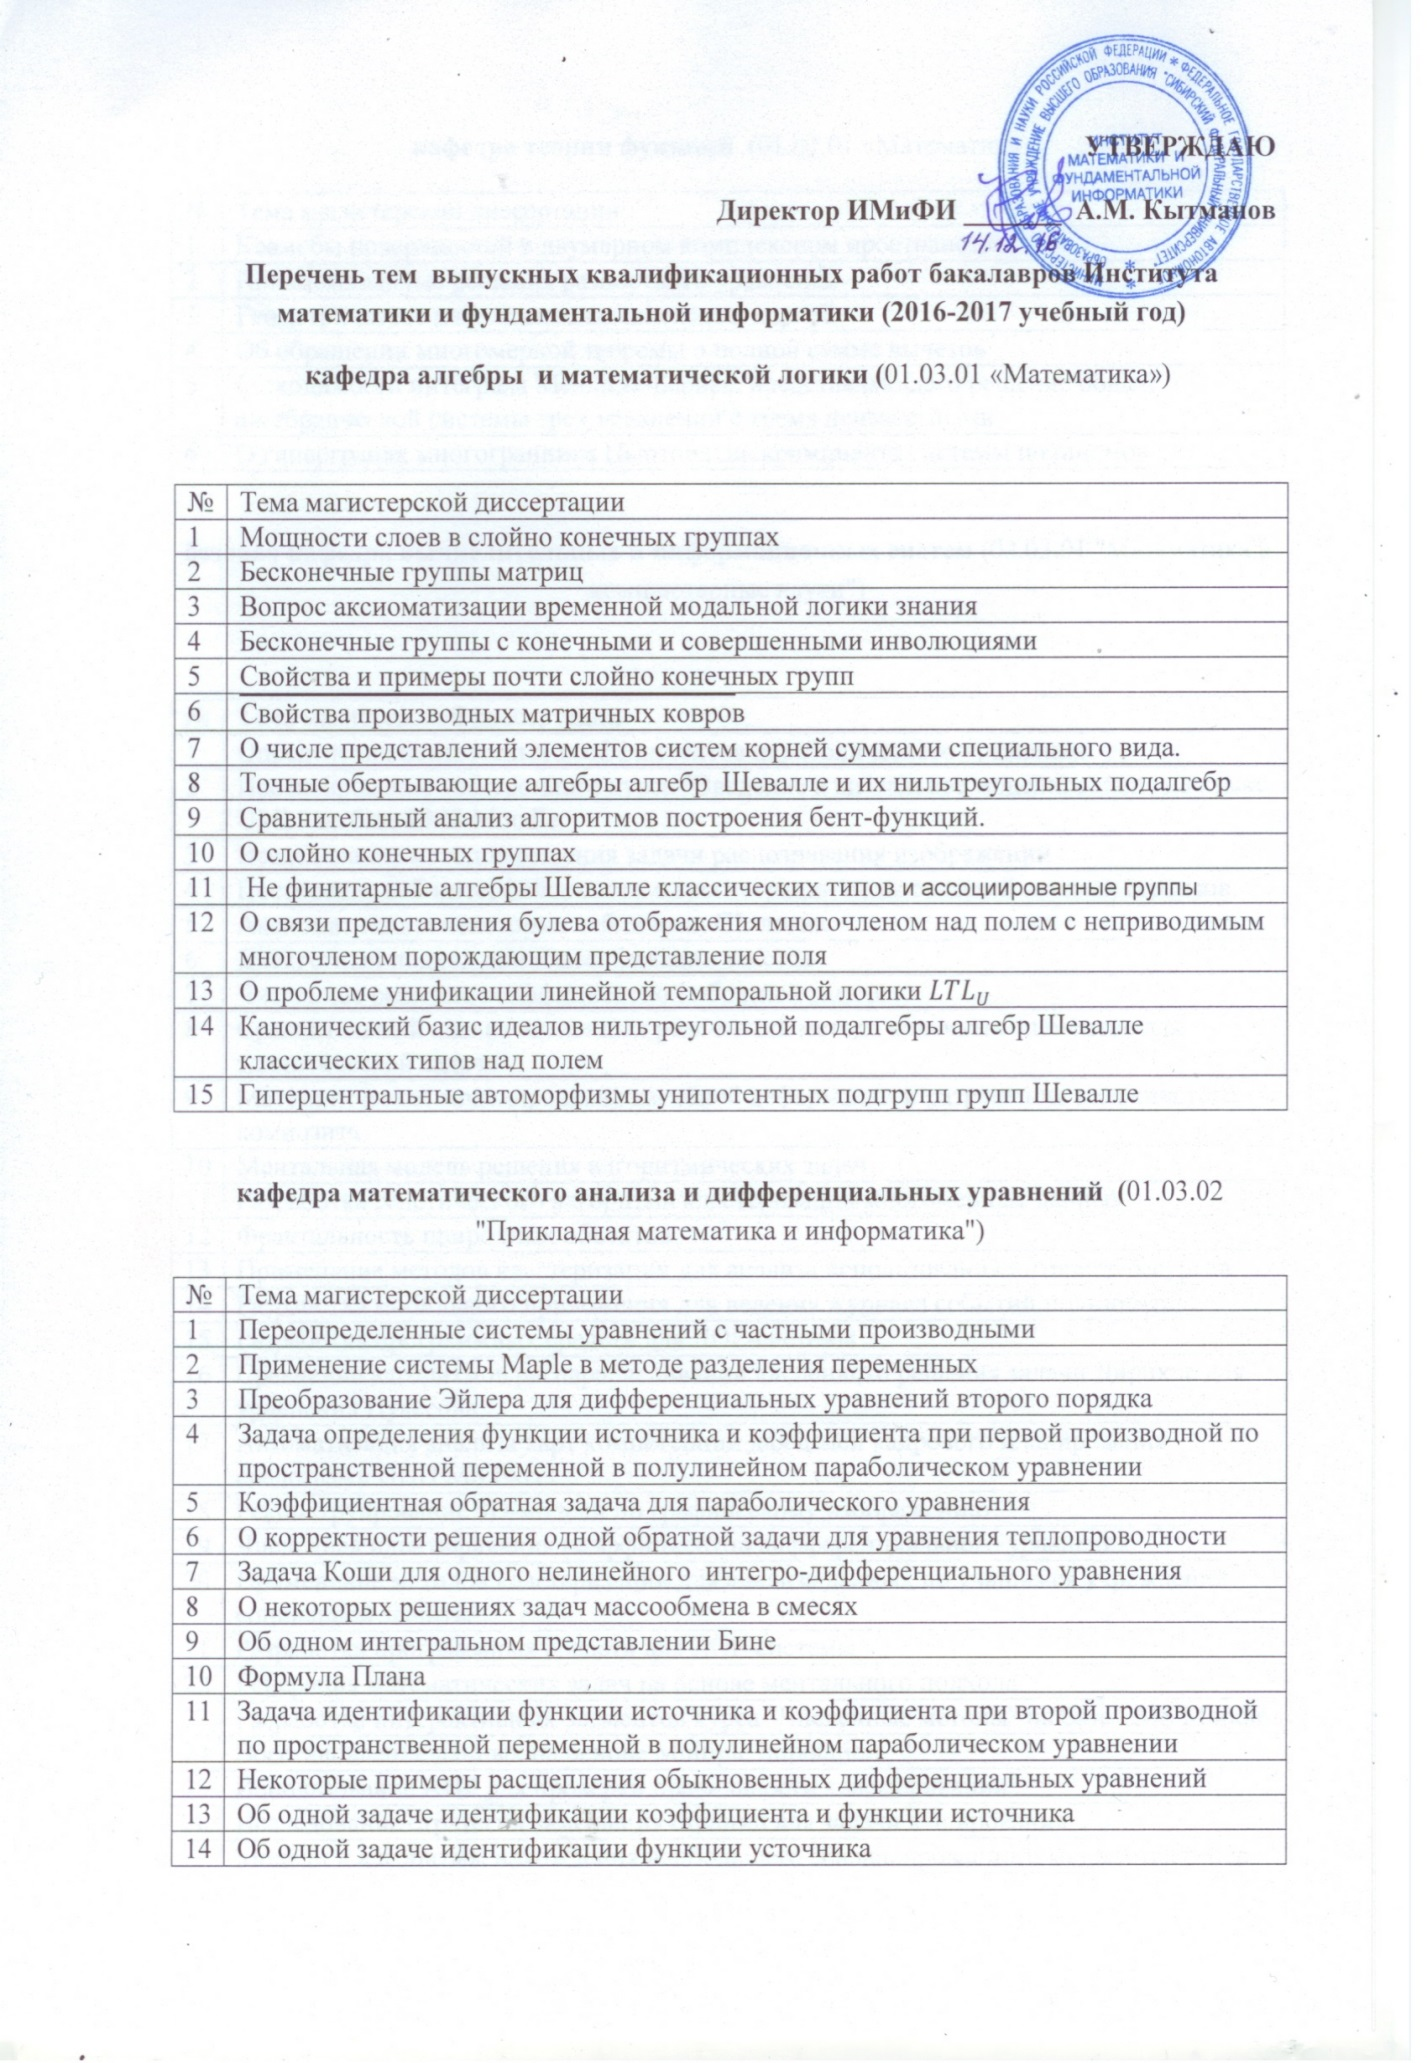 УТВЕРЖДАЮ
Директор ИМиФИ ________ А.М. Кытманов
14.12.16
ИНСТИТУТ
МАТЕМАТИКИ И
ФУНДАМЕНТАЛЬНОЙ
ИНФОРМАТИКИ
Перечень тем выпускных квалификационных работ бакалавров Института
математики и фундаментальной информатики (2016-2017 учебный год)
кафедра алгебры и математической логики (01.03.01 «Математика»)
№ Тема магистерской диссертации
1 Мощности слоев в слойно конечных группах
2 Бесконечные группы матриц
3 Вопрос аксиоматизации временной модальной логики знания
4 Бесконечные группы с конечными и совершенными инволюциями
5 Свойства и примеры почти слойно конечных групп
6 Свойства производных матричных ковров
7 О числе представлений элементов систем корней суммами специального вида.
8 Точные обертывающие алгебры алгебр Шевалле и их нильтреугольных подалгебр
9 Сравнительный анализ алгоритмов построения бент-функций.
10 О слойно конечных группах
11 Не финитарные алгебры Шевалле классических типов и ассоциированные группы
12 О связи представления булева отображения многочленом над полем с неприводимым
многочленом порождающим представление поля
13 О проблеме унификации линейной темпоральной логики LTL_U
14 Канонический базис идеалов нильтреугольной подалгебры алгебр Шевалле
классических типов над полем
15 Гиперцентральные автоморфизмы унипотентных подгрупп групп Шевалле
кафедра математического анализа и дифференциальных уравнений (01.03.02
"Прикладная математика и информатика")
№ Тема магистерской диссертации
1 Переопределенные системы уравнений с частными производными
2 Применение системы Maple в методе разделения переменных
3 Преобразование Эйлера для дифференциальных уравнений второго порядка
4 Задача определения функции источника и коэффициента при первой производной по
пространственной переменной в полулинейном параболическом уравнении
5 Коэффициентная обратная задача для параболического уравнения
6 О корректности решения одной обратной задачи для уравнения теплопроводности
7 Задача Коши для одного нелинейного интегро-дифференциального уравнения
8 О некоторых решениях задач массообмена в смесях
9 Об одном интегральном представлении Бине
10 Формула Плана
11 Задача идентификации функции источника и коэффициента при второй производной
по пространственной переменной в полулинейном параболическом уравнении
12 Некоторые примеры расщепления обыкновенных дифференциальных уравнений
13 Об одной задаче идентификации коэффициента и функции источника
14 Об одной задаче идентификации функции усточника